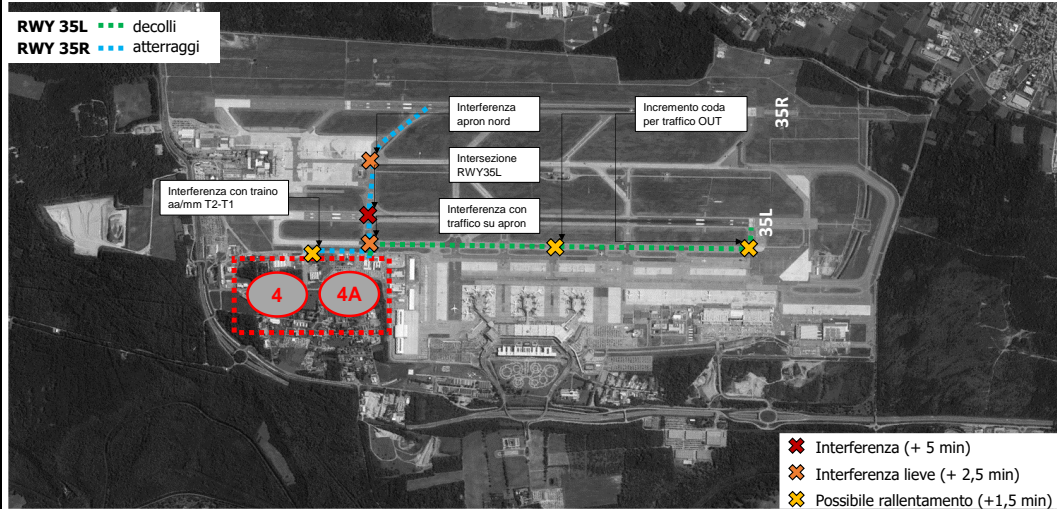 RWY 35L decolli
RWY 35R atterraggi
Interferenza
apron nord
Incremento coda
per traffico OUT
35R
Intersezione
RWY35L
Interferenza con traino
aa/mm T2-T1
Interferenza con
traffico su apron
35L
4
4A
Interferenza (+ 5 min)
Interferenza lieve (+ 2,5 min)
Possibile rallentamento (+1,5 min)